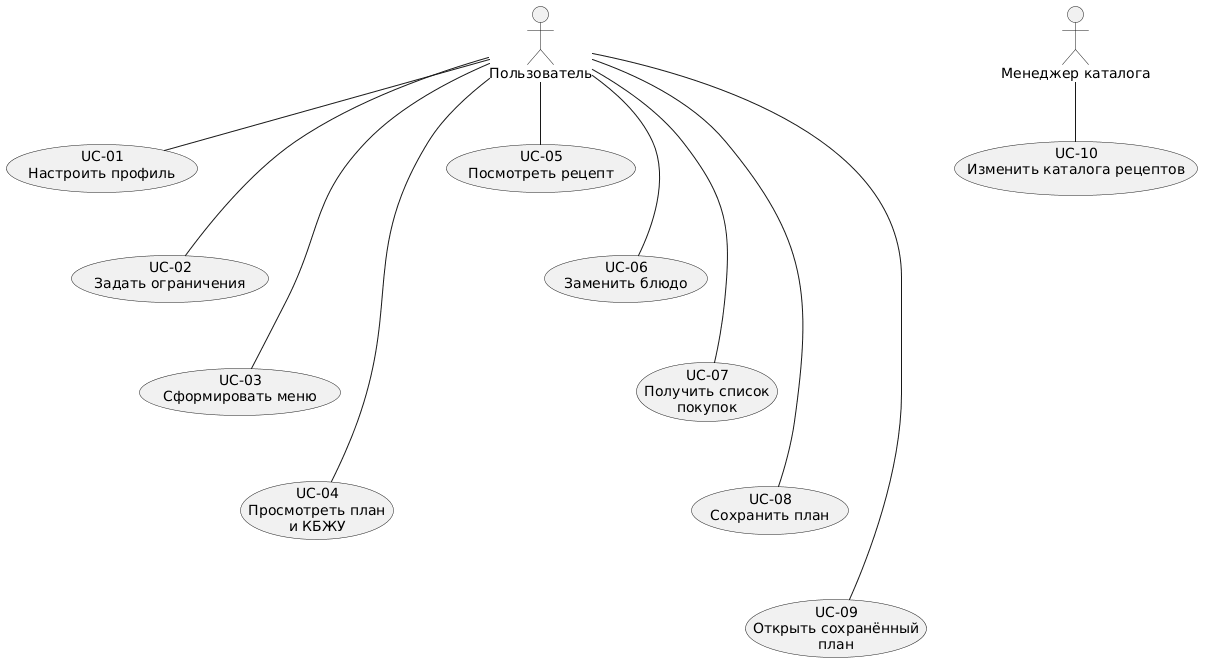 Пользователь
Менеджер каталога
UC-01
Настроить профиль
UC-05
Посмотреть рецепт
UC-10
Изменить каталога рецептов
UC-02
Задать ограничения
UC-06
Заменить блюдо
UC-03
Сформировать меню
UC-07
Получить список
покупок
UC-04
Просмотреть план
и КБЖУ
UC-08
Сохранить план
UC-09
Открыть сохранённый
план